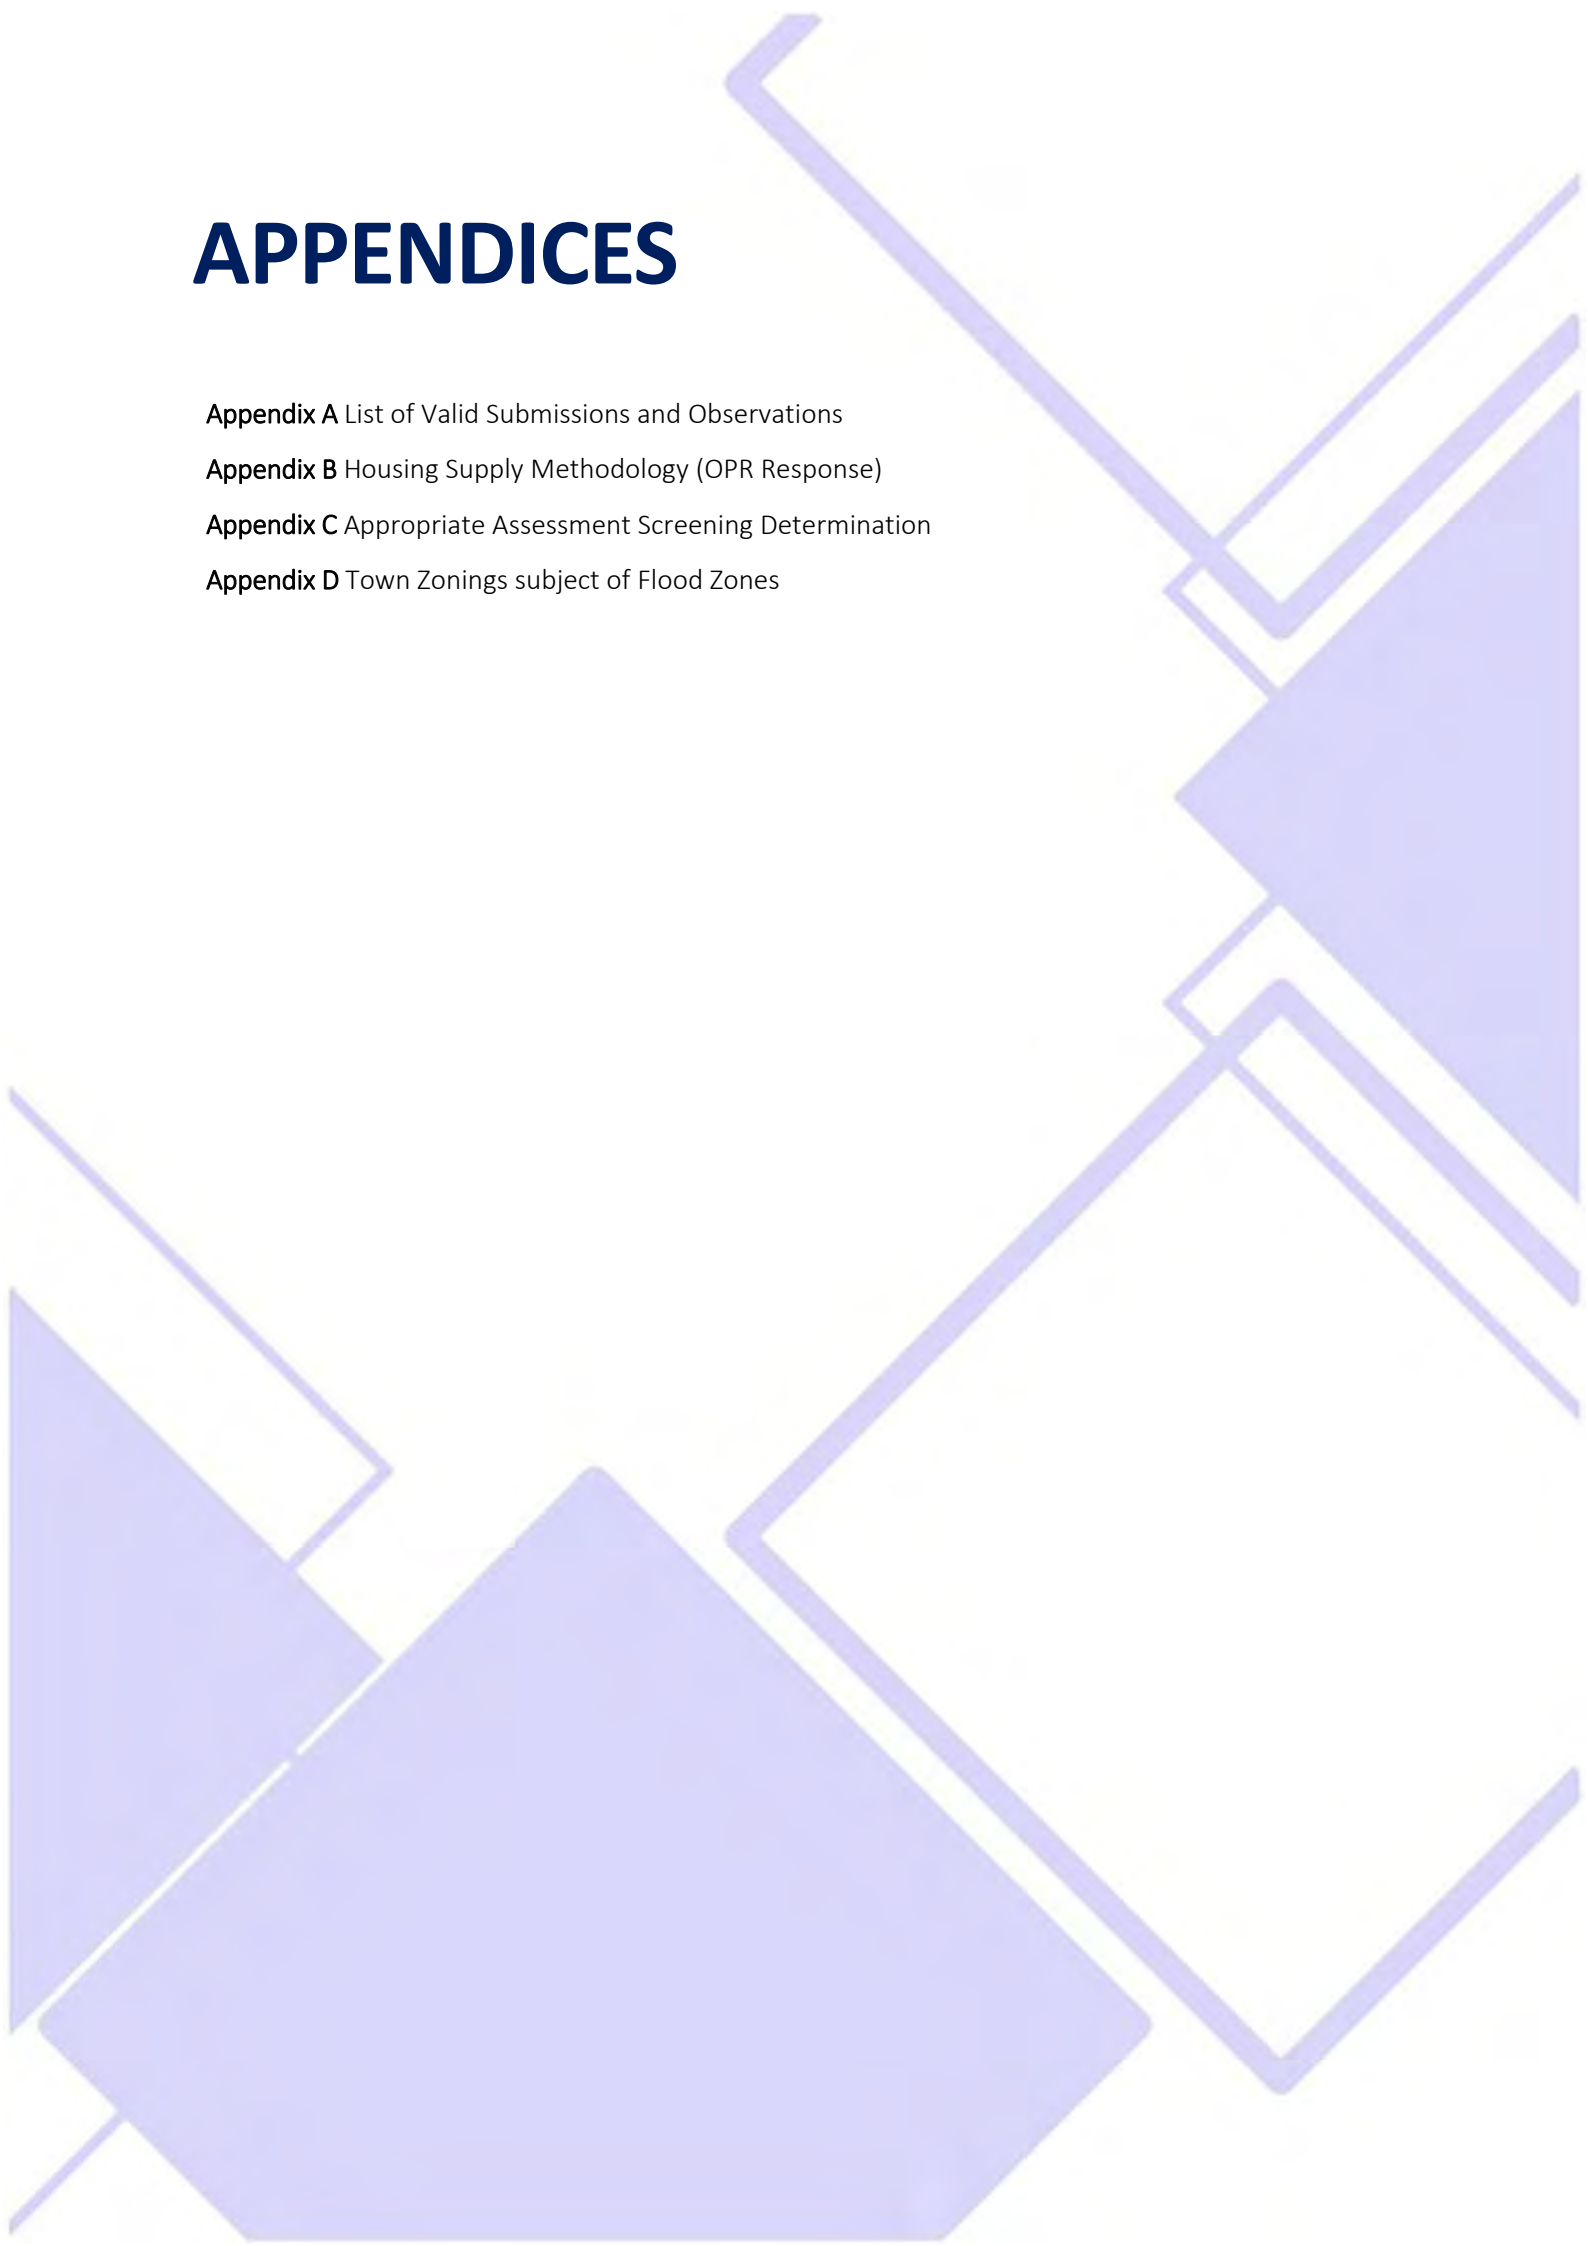 APPENDICES
Appendix A List of Valid Submissions and Observations
Appendix B Housing Supply Methodology (OPR Response)
Appendix C Appropriate Assessment Screening Determination
Appendix D Town Zonings subject of Flood Zones